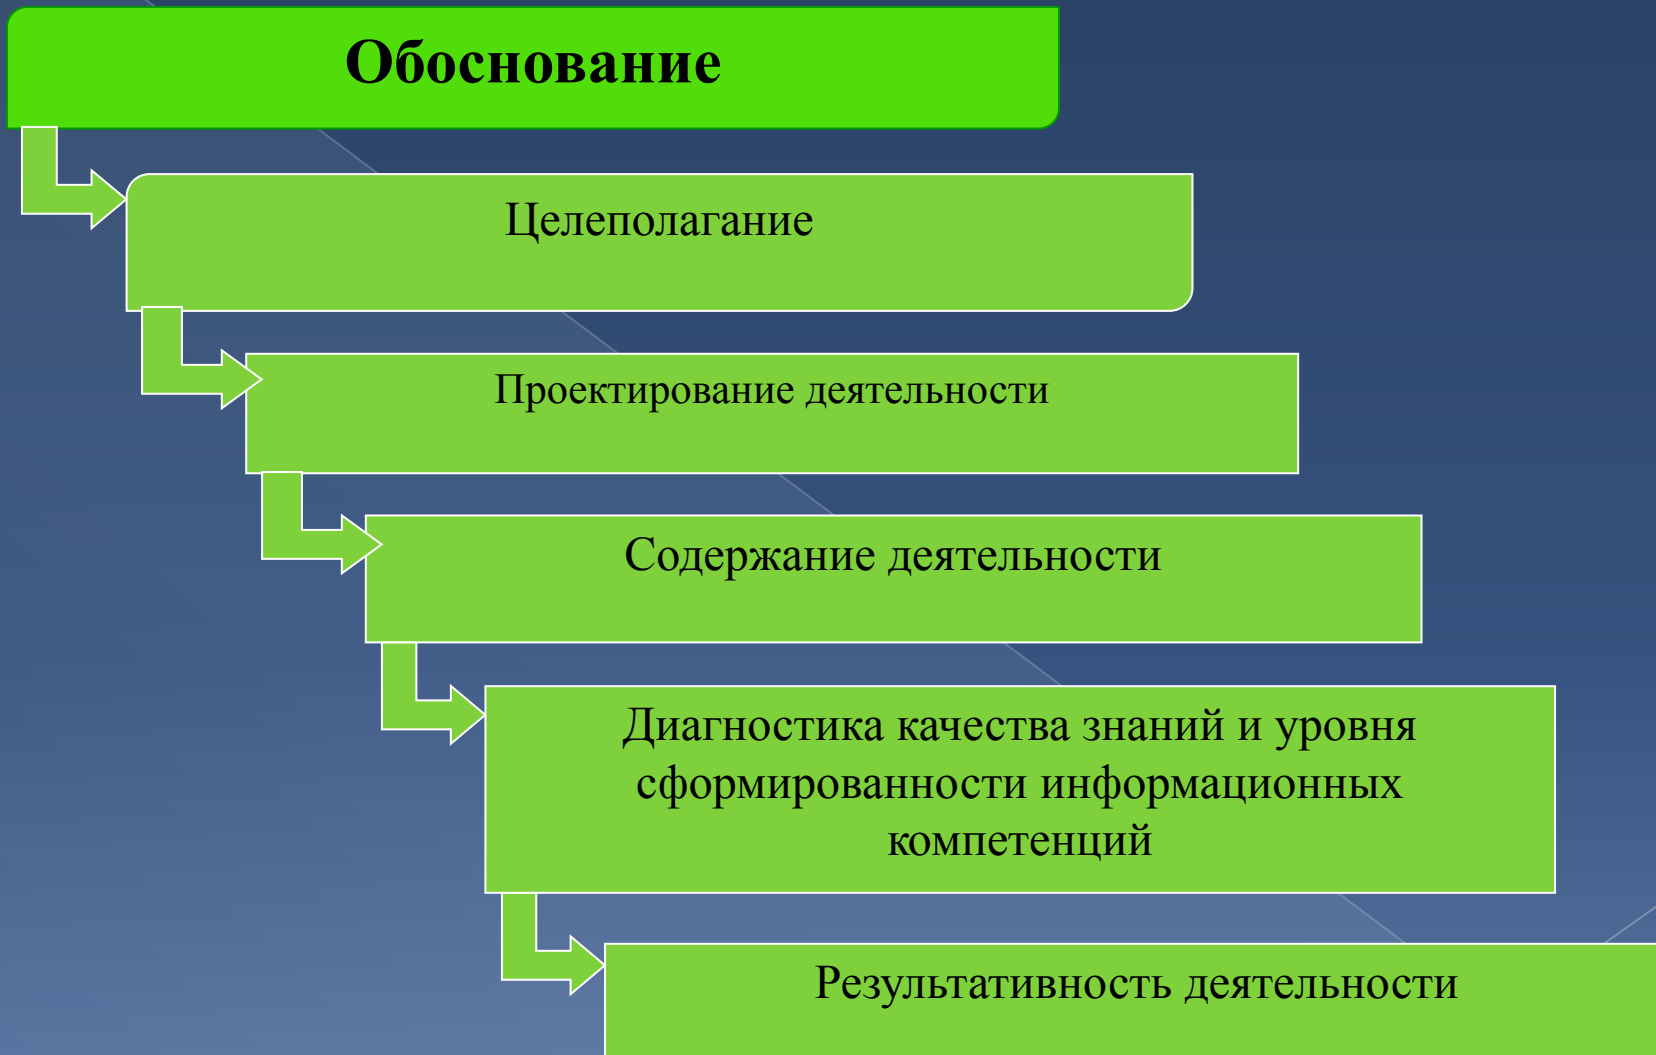 Обоснование
Целеполагание
Проектирование деятельности
Содержание деятельности
Диагностика качества знаний и уровня
сформированности информационных
компетенций
Результативность деятельности